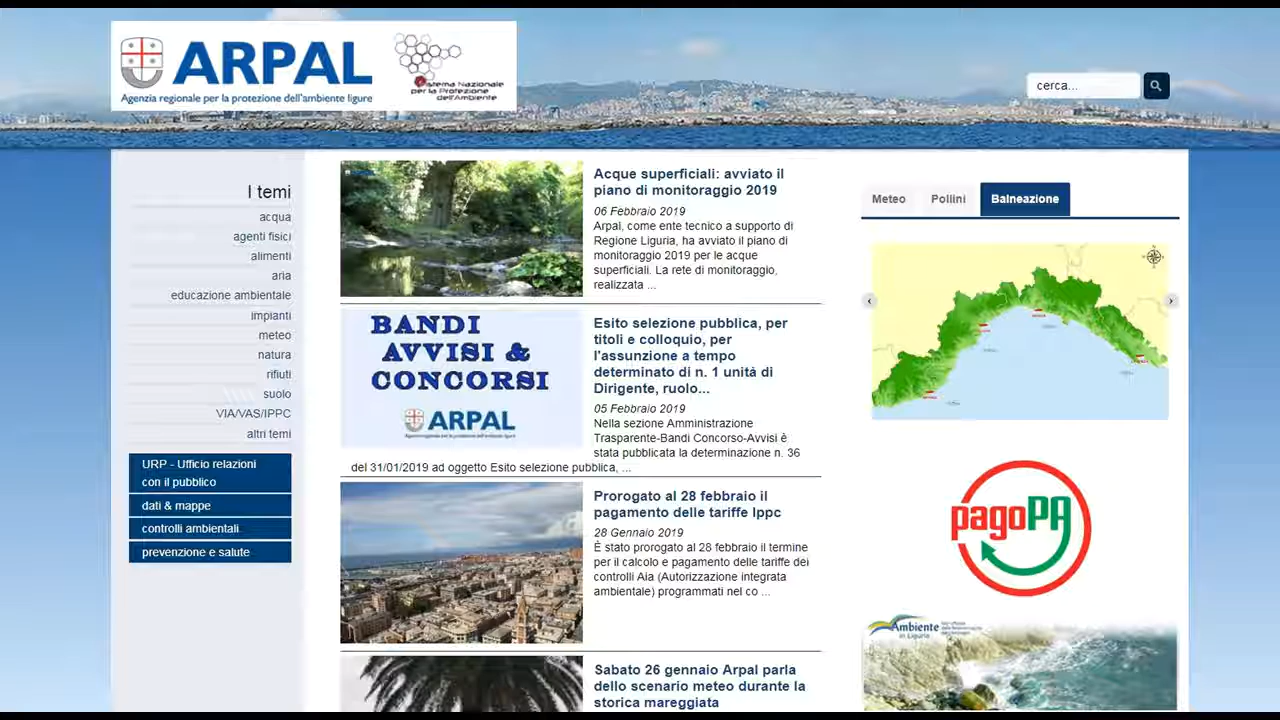 ARPAL
Agenzia regionale per la protezione dell'ambiente ligure
Sistema Nazionale
per la Protezione
dell'Ambiente
cerca...
I temi
acqua
agenti fisici
alimenti
aria
educazione ambientale
impianti
meteo
natura
rifiuti
suolo
VIA/VAS/IPPC
altri temi
URP - Ufficio relazioni
con il pubblico
dati & mappe
controlli ambientali
prevenzione e salute
Acque superficiali: avviato il
piano di monitoraggio 2019
06 Febbraio 2019
Arpal, come ente tecnico a supporto di
Regione Liguria, ha avviato il piano di
monitoraggio 2019 per le acque
superficiali. La rete di monitoraggio,
realizzata ...
BANDI
AVVISI &
CONCORSI
ARPAL
Agenzia regionale per la protezione dell'ambiente ligure
Esito selezione pubblica, per
titoli e colloquio, per
l'assunzione a tempo
determinato di n. 1 unità di
Dirigente, ruolo...
05 Febbraio 2019
Nella sezione Amministrazione
Trasparente-Bandi Concorso-Avvisi è
stata pubblicata la determinazione n. 36
del 31/01/2019 ad oggetto Esito selezione pubblica, ...
Prorogato al 28 febbraio il
pagamento delle tariffe Ippc
28 Gennaio 2019
È stato prorogato al 28 febbraio il termine
per il calcolo e pagamento delle tariffe dei
controlli Aia (Autorizzazione integrata
ambientale) programmati nel co ...
Sabato 26 gennaio Arpal parla
dello scenario meteo durante la
storica mareggiata
Meteo
Pollini
Balneazione
pagoPA
Ambiente
in Liguria